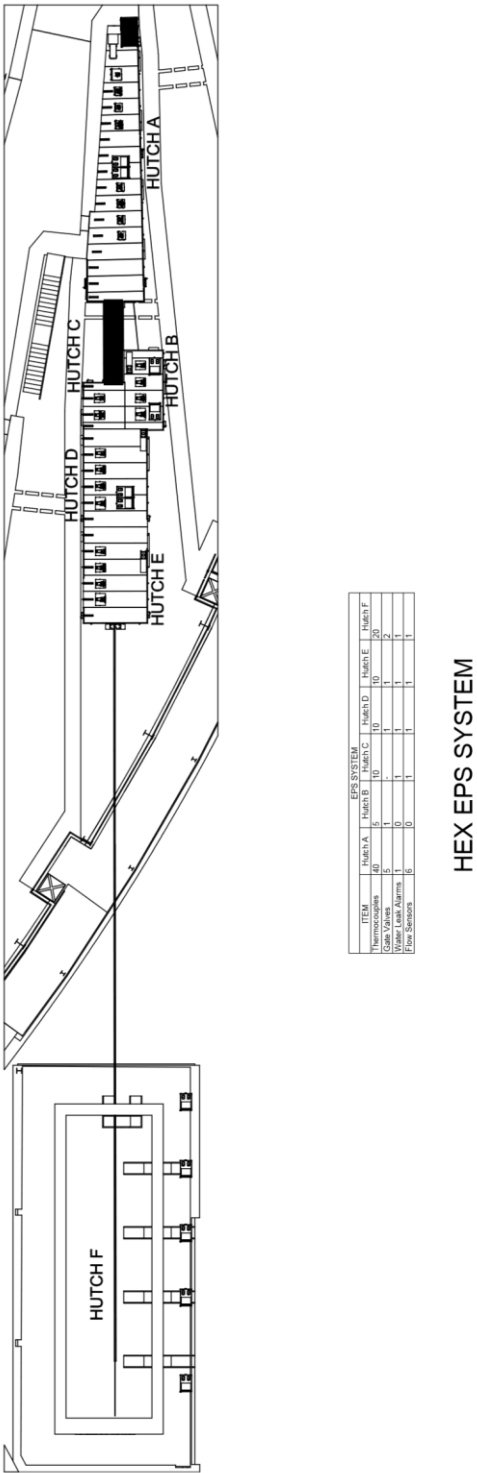 HUTCH F
HUTCH E
HUTCH D
HUTCH C
HUTCH B
HUTCH A
EPS SYSTEM
ITEM Hutch A Hutch B Hutch C Hutch D Hutch E Hutch F
Thermocouples 40 5 10 10 10 20
Gate Valves 5 1 - 1 1 2
Water Leak Alarms 1 0 1 1 1 1
Flow Sensors 6 0 1 1 1 1
HEX EPS SYSTEM